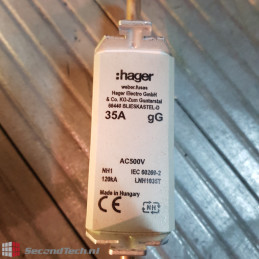 :hager
weber.fuses
Hager Electro GmbH
& Co. KG-Zum Gunterstal
66440 BLIESKASTEL-D
35A gG
AC500V
NH1 IEC 60269-2
120kA
Made in Hungary
CE
SecondTech.nl